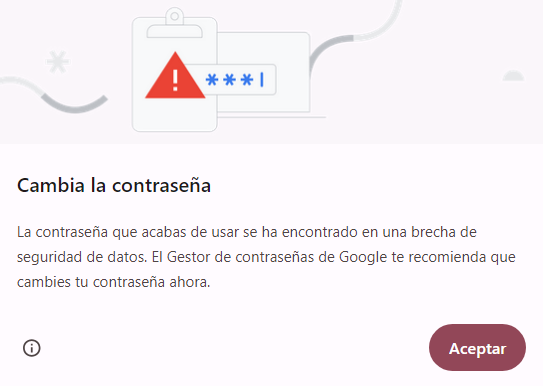 ***|
Cambia la contraseña
La contraseña que acabas de usar se ha encontrado en una brecha de
seguridad de datos. El Gestor de contraseñas de Google te recomienda que
cambies tu contraseña ahora.
Aceptar